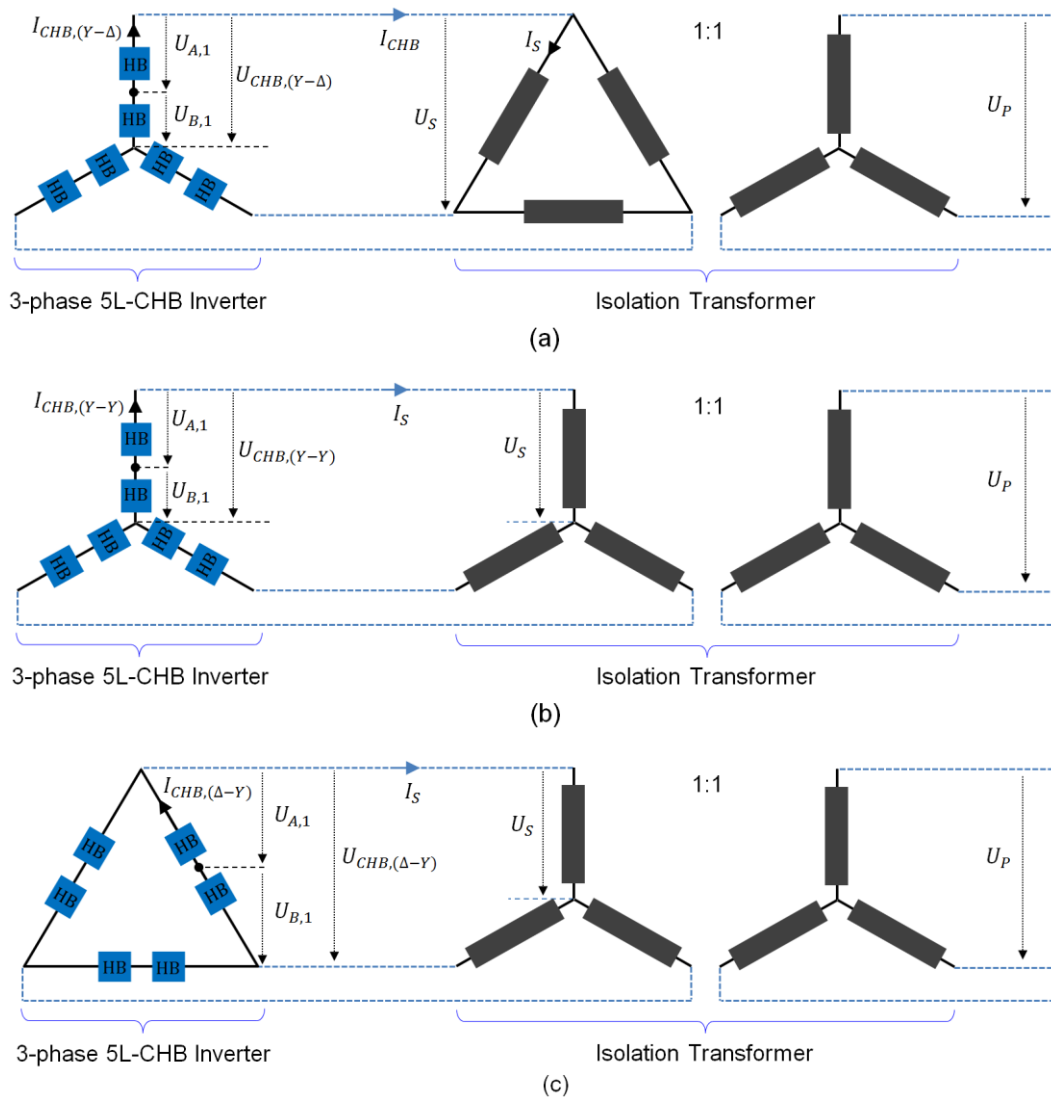 $I_{CHB,(Y-\Delta)}$
$U_{A,1}$
$I_{CHB}$
$I_S$
1:1
HB
$U_{CHB,(Y-\Delta)}$
$U_S$
$U_P$
HB
$U_{B,1}$
HB
HB
HB
HB
3-phase 5L-CHB Inverter
Isolation Transformer
(a)
$I_{CHB,(Y-Y)}$
$U_{A,1}$
$I_S$
1:1
HB
$U_{CHB,(Y-Y)}$
$U_S$
$U_P$
HB
$U_{B,1}$
HB
HB
HB
HB
3-phase 5L-CHB Inverter
Isolation Transformer
(b)
$I_{CHB,(\Delta-Y)}$
$U_{A,1}$
$I_S$
1:1
HB
HB
$U_{CHB,(\Delta-Y)}$
$U_S$
$U_P$
HB
HB
$U_{B,1}$
HB
HB
3-phase 5L-CHB Inverter
Isolation Transformer
(c)